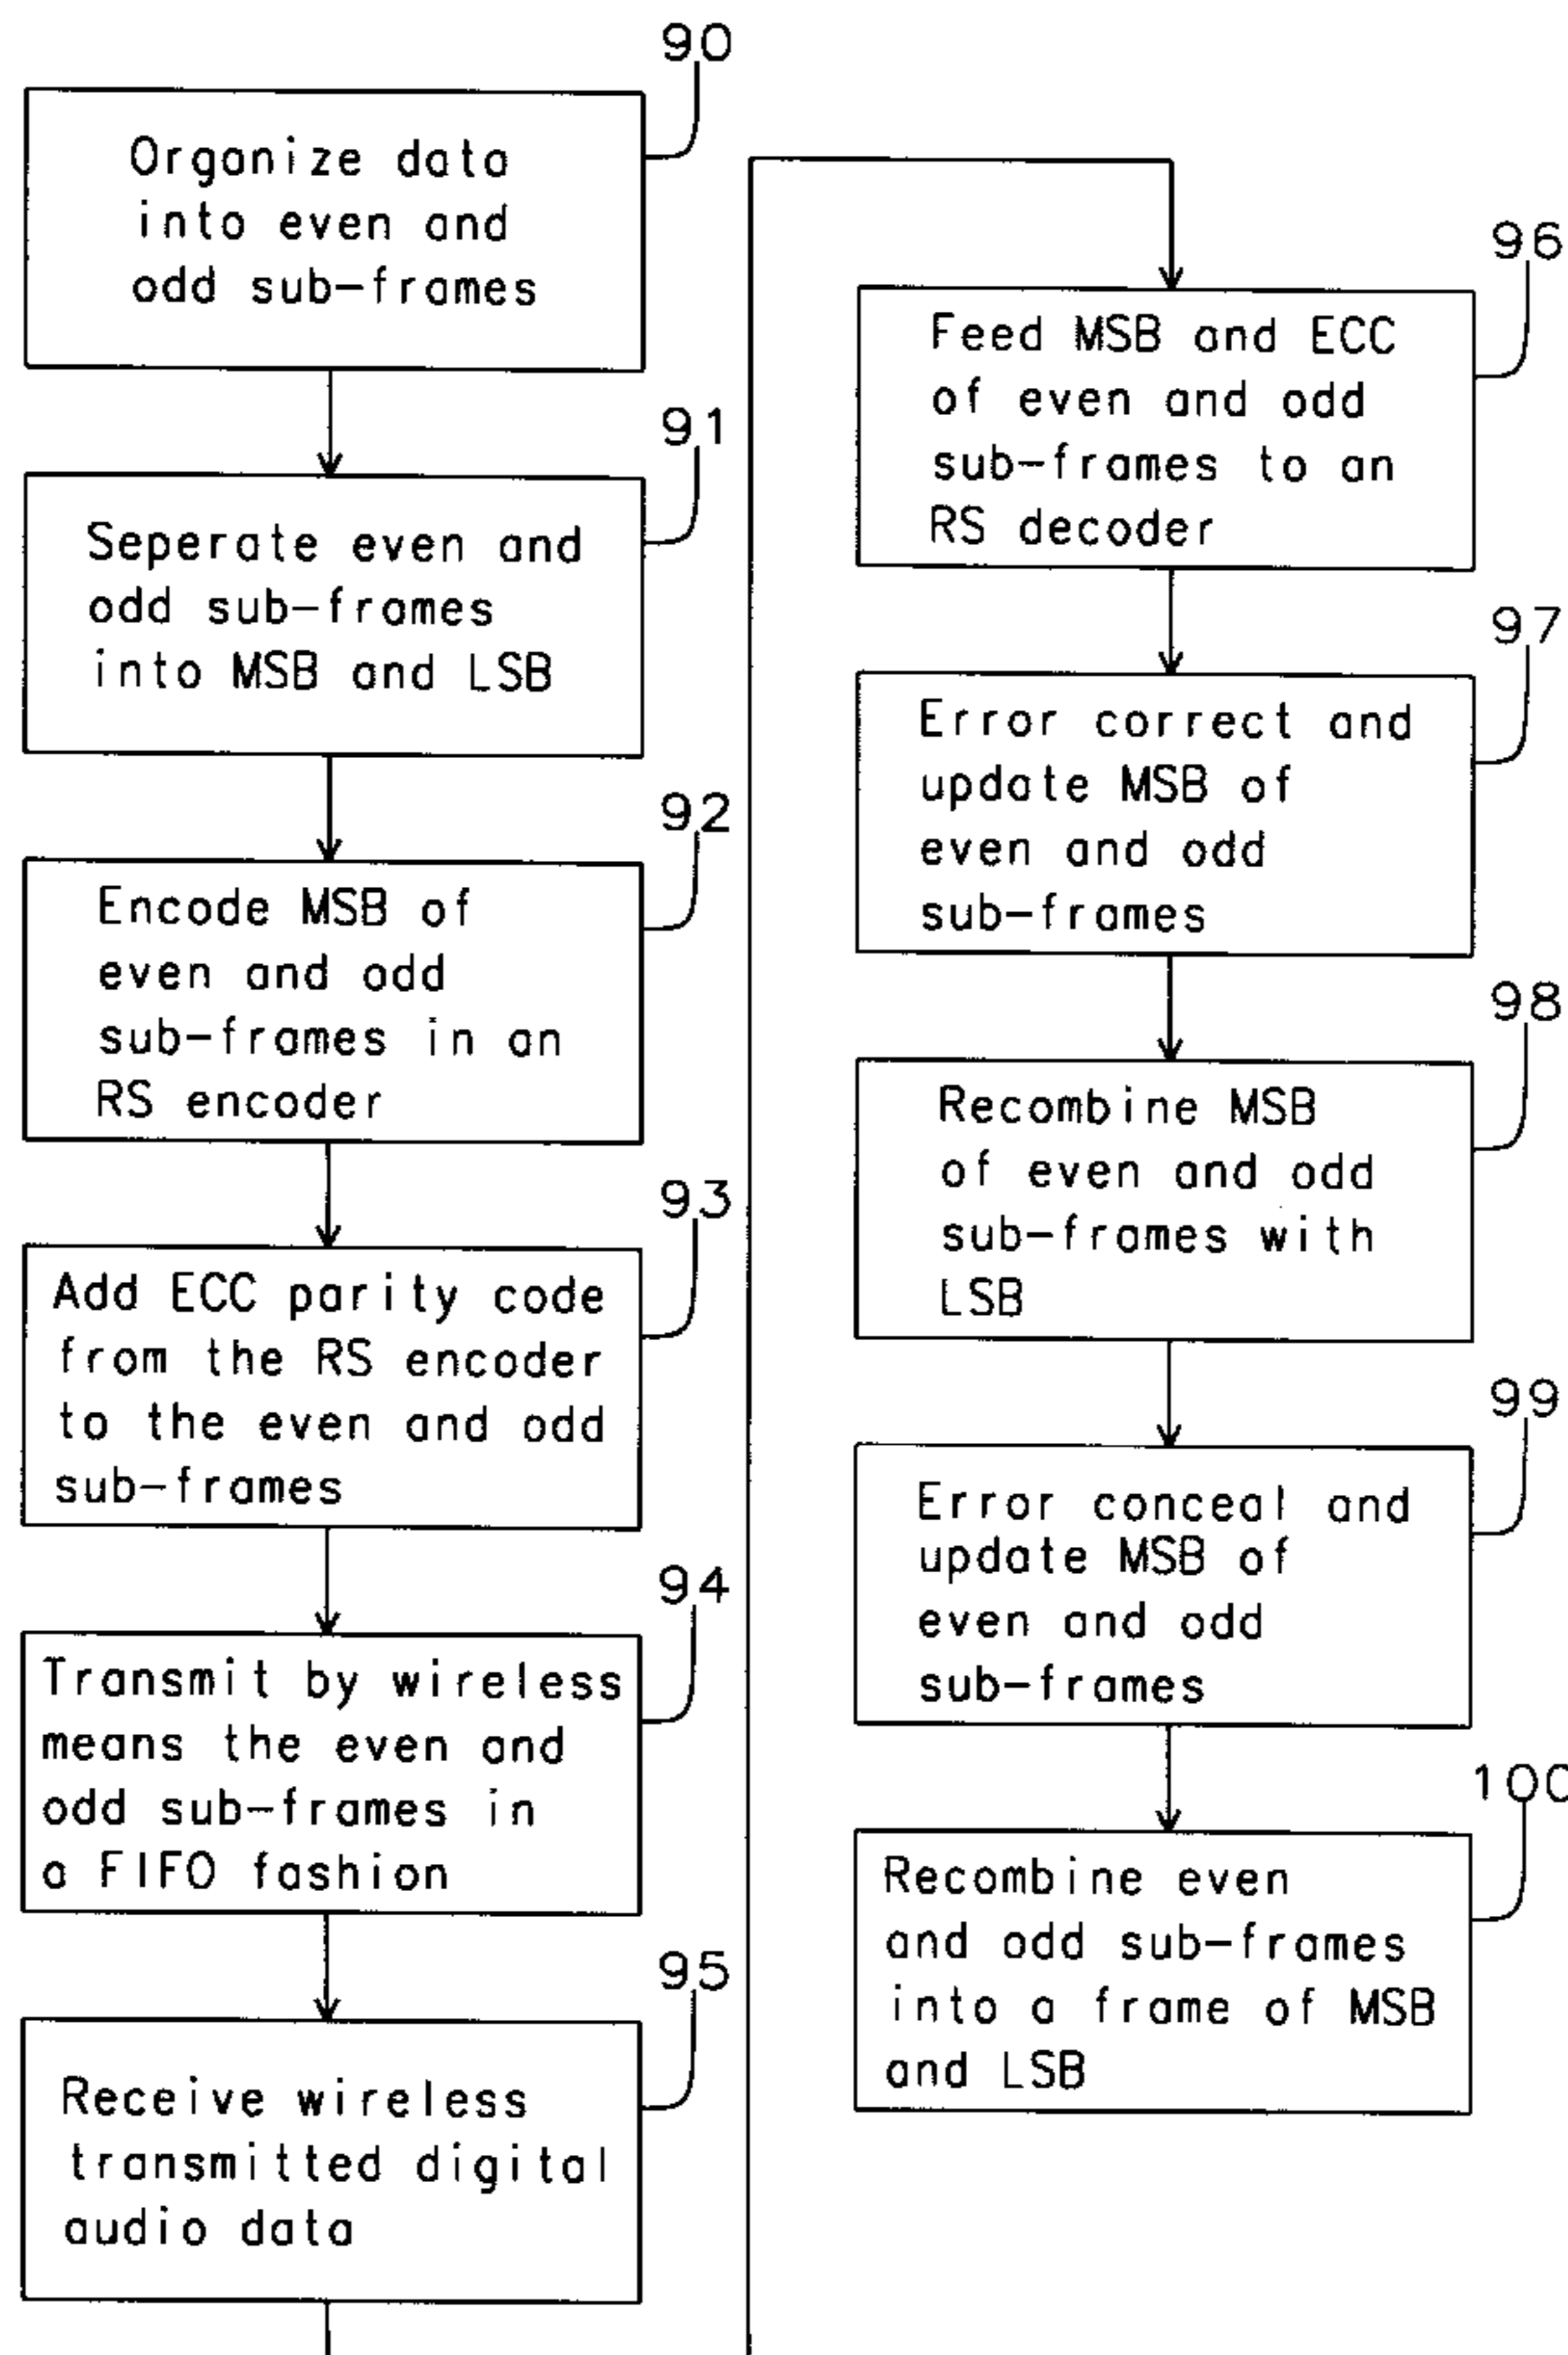 90
Organize data
into even and
odd sub-frames
91
Seperate even and
odd sub-frames
into MSB and LSB
92
Encode MSB of
even and odd
sub-frames in an
RS encoder
93
Add ECC parity code
from the RS encoder
to the even and odd
sub-frames
94
Transmit by wireless
means the even and
odd sub-frames in
a FIFO fashion
95
Receive wireless
transmitted digital
audio data
96
Feed MSB and ECC
of even and odd
sub-frames to an
RS decoder
97
Error correct and
update MSB of
even and odd
sub-frames
98
Recombine MSB
of even and odd
sub-frames with
LSB
99
Error conceal and
update MSB of
even and odd
sub-frames
100
Recombine even
and odd sub-frames
into a frame of MSB
and LSB